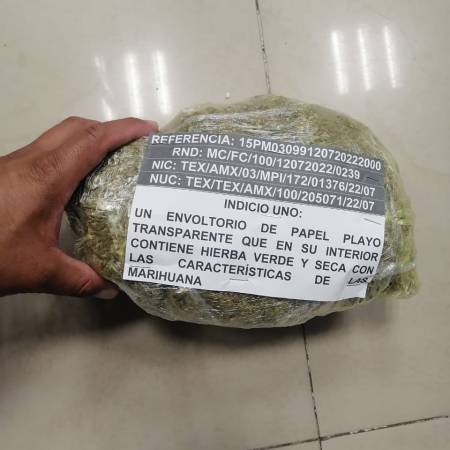 REFERENCIA: 15PM03099120720222000
RND: MC/FC/100/12072022/0239
NIC: TEX/AMX/03/MPI/172/01376/22/07
NUC: TEX/TEX/AMX/100/205071/22/07
INDICIO UNO:
UN ENVOLTORIO DE PAPEL PLAYO
TRANSPARENTE QUE EN SU INTERIOR
CONTIENE HIERBA VERDE Y SECA CON
LAS CARACTERÍSTICAS DE LAS
MARIHUANA